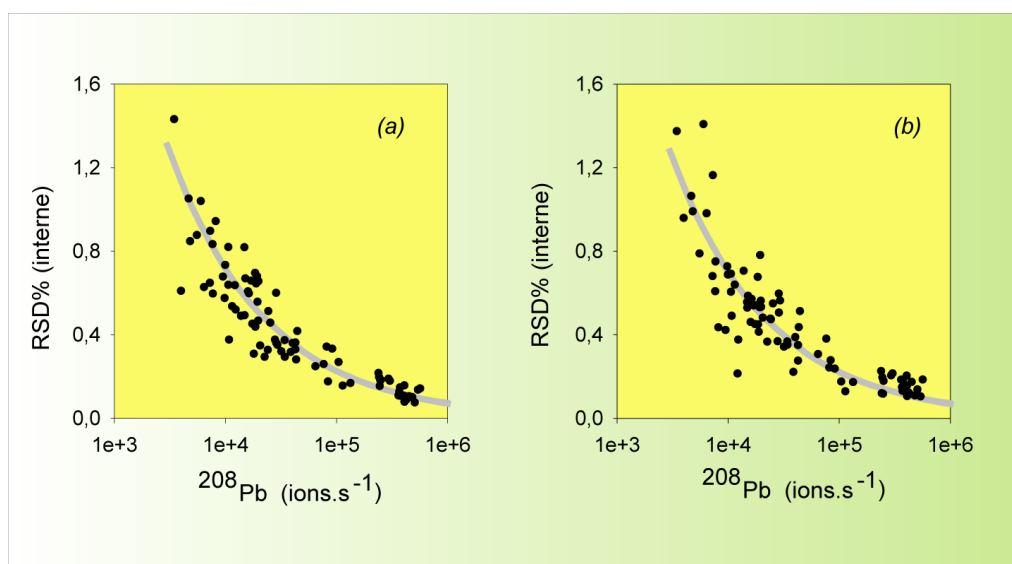 1,6
1,2
0,8
0,4
0,0
RSD% (interne)
(a)
1e+3 1e+4 1e+5 1e+6
208Pb (ions.s-1)
1,6
1,2
0,8
0,4
0,0
RSD% (interne)
(b)
1e+3 1e+4 1e+5 1e+6
208Pb (ions.s-1)